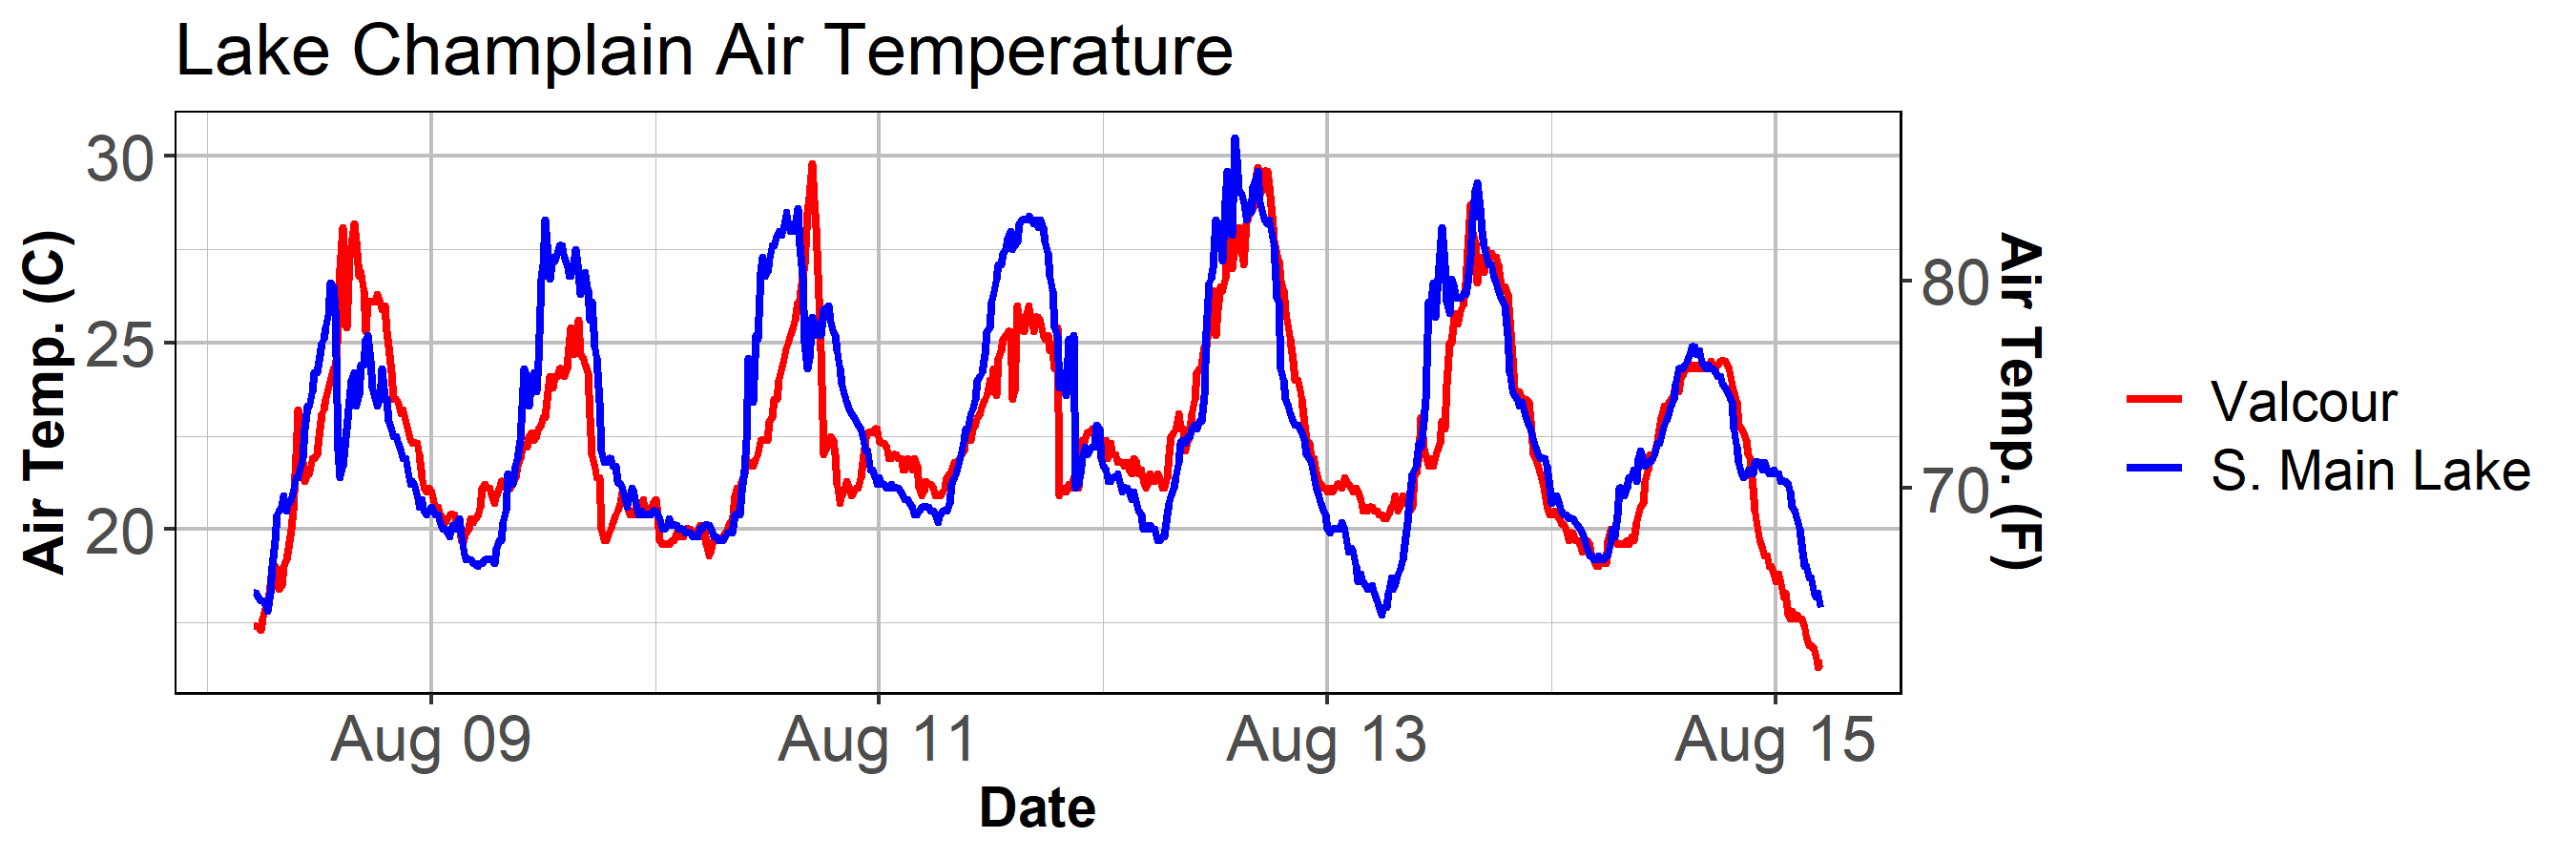 Lake Champlain Air Temperature
Air Temp. (C)
30
25
20
Aug 09
Aug 11
Aug 13
Aug 15
Date
80
70
Air Temp. (F)
Valcour
S. Main Lake